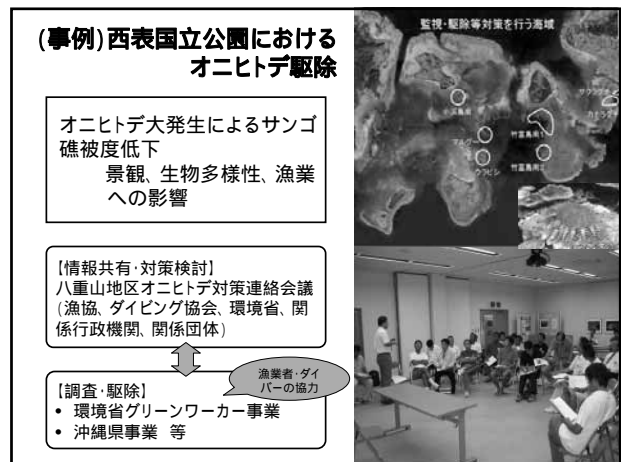 (事例)西表国立公園における
オニヒトデ駆除
オニヒトデ大発生によるサンゴ
礁被度低下
景観、生物多様性、漁業
への影響
【情報共有・対策検討】
八重山地区オニヒトデ対策連絡会議
(漁協、ダイビング協会、環境省、関
係行政機関、関係団体)
漁業者・ダイ
バーの協力
【調査・駆除】
• 環境省グリーンワーカー事業
• 沖縄県事業 等
監視・駆除等対策を行う海域
マルグー
ウラビシ
竹富島南1
竹富島南2